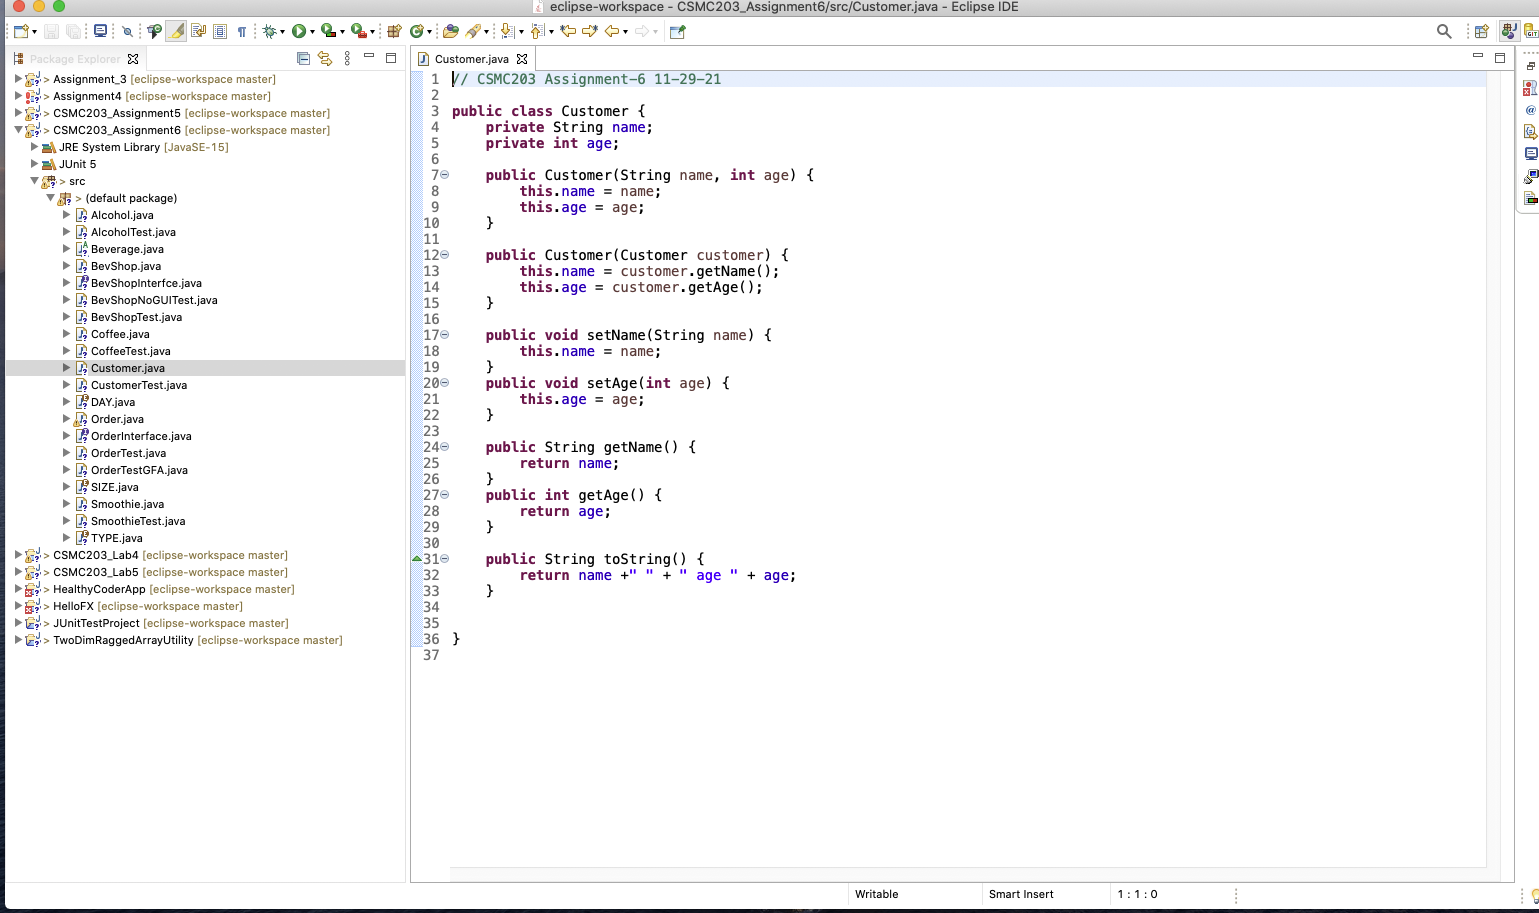 eclipse-workspace - CSMC203_Assignment6/src/Customer.java - Eclipse IDE
Package Explorer
> Assignment_3 [eclipse-workspace master]
> Assignment4 [eclipse-workspace master]
> CSMC203_Assignment5 [eclipse-workspace master]
> CSMC203_Assignment6 [eclipse-workspace master]
JRE System Library [JavaSE-15]
JUnit 5
> src
> (default package)
Alcohol.java
AlcoholTest.java
Beverage.java
BevShop.java
BevShopInterfce.java
BevShopNoGUITest.java
BevShopTest.java
Coffee.java
CoffeeTest.java
Customer.java
CustomerTest.java
DAY.java
Order.java
OrderInterface.java
OrderTest.java
OrderTestGFA.java
SIZE.java
Smoothie.java
SmoothieTest.java
TYPE.java
> CSMC203_Lab4 [eclipse-workspace master]
> CSMC203_Lab5 [eclipse-workspace master]
> HealthyCoderApp [eclipse-workspace master]
> HelloFX [eclipse-workspace master]
> JUnitTestProject [eclipse-workspace master]
> TwoDimRaggedArrayUtility [eclipse-workspace master]
Customer.java
1 // CSMC203 Assignment-6 11-29-21
2
3 public class Customer {
4 private String name;
5 private int age;
6
7 public Customer(String name, int age) {
8 this.name = name;
9 this.age = age;
10 }
11
12 public Customer(Customer customer) {
13 this.name = customer.getName();
14 this.age = customer.getAge();
15 }
16
17 public void setName(String name) {
18 this.name = name;
19 }
20 public void setAge(int age) {
21 this.age = age;
22 }
23
24 public String getName() {
25 return name;
26 }
27 public int getAge() {
28 return age;
29 }
30
31 public String toString() {
32 return name +" " + " age " + age;
33 }
34
35
36 }
37
Writable
Smart Insert
1 : 1 : 0